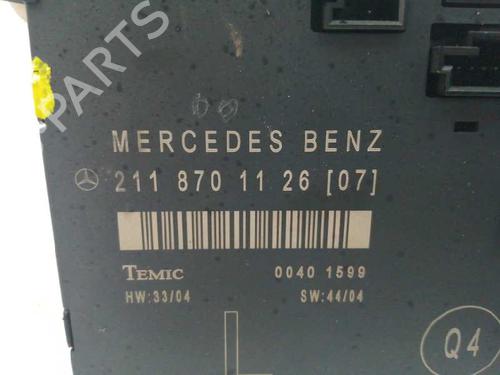 B-PARTS
MERCEDES BENZ
211 870 11 26 [07]
TEMIC 0040 1599
HW:33/04 SW:44/04
L
Q4